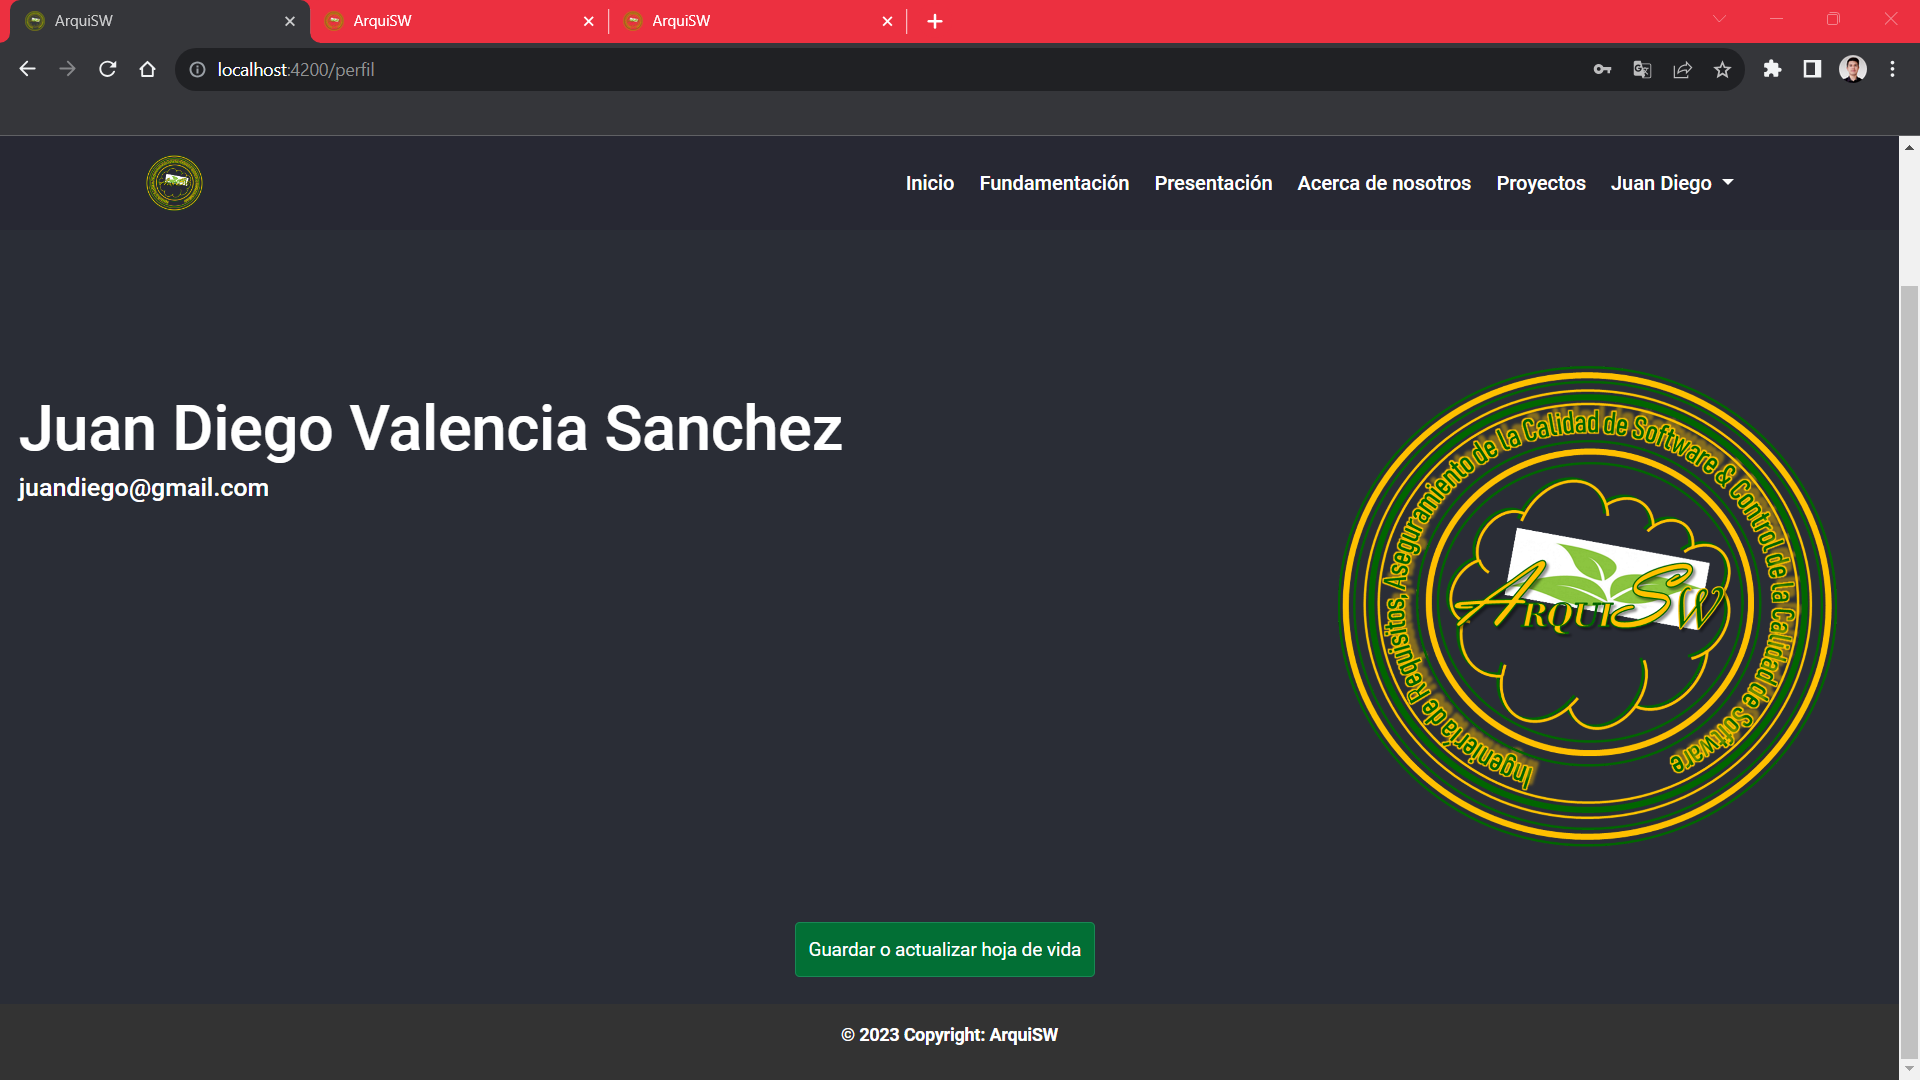 ArquiSW
ArquiSW
ArquiSW
localhost:4200/perfil
Inicio
Fundamentación
Presentación
Acerca de nosotros
Proyectos
Juan Diego
Juan Diego Valencia Sanchez
juandiego@gmail.com
Ingeniería de Requisitos, Aseguramiento de la Calidad de Software & Control de la Calidad de Software
ARQUISW
Guardar o actualizar hoja de vida
© 2023 Copyright: ArquiSW